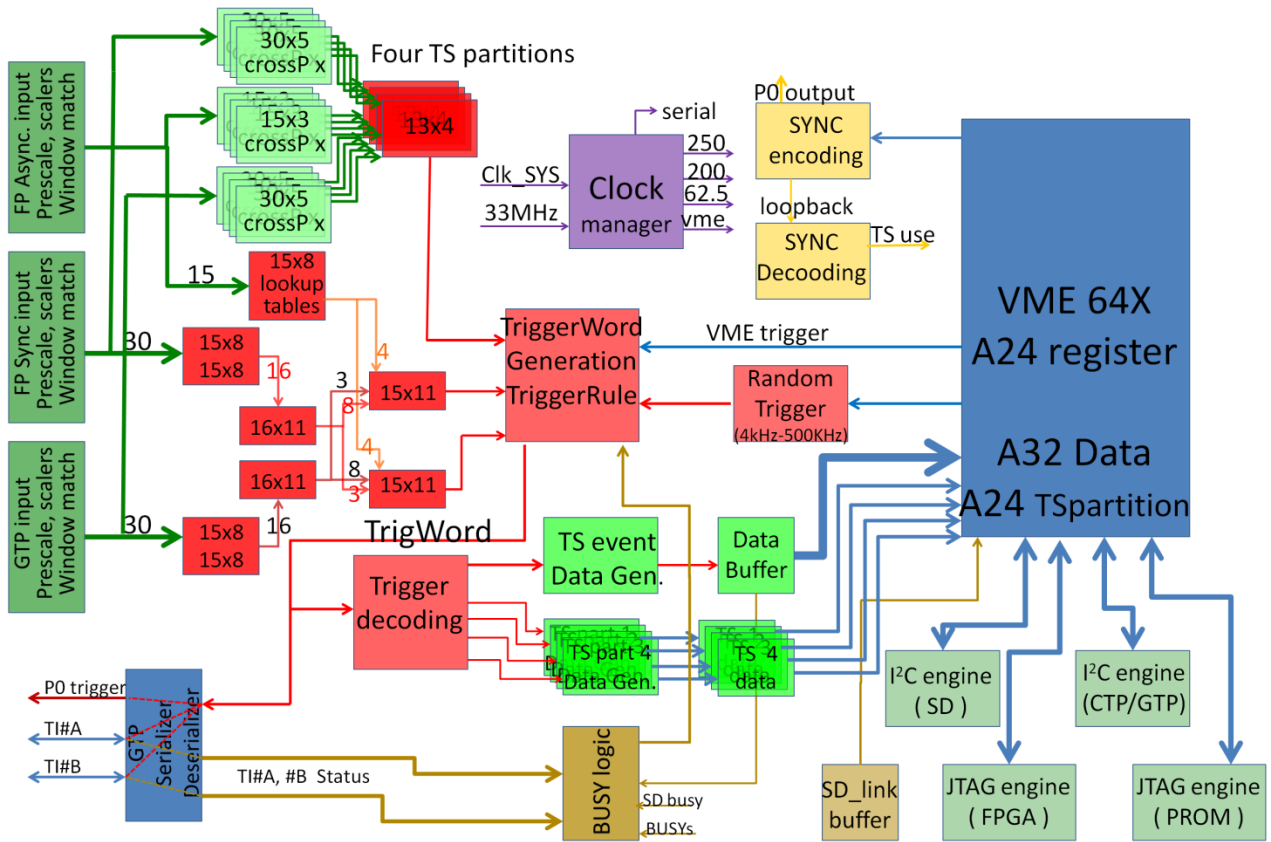 FP Async. input
Prescale, scalers
Window match
FP Sync input
Prescale, scalers
Window match
GTP input
Prescale, scalers
Window match
30x5
crossP x
15x3
crossP x
30x5
crossP x
Four TS partitions
13x4
15
15x8
lookup
tables
30
15x8
15x8
16
16x11
3
8
4
15x11
16x11
8
3
4
15x11
30
15x8
15x8
16
Clk_SYS
33MHz
Clock
manager
serial
250
200
62.5
vme
P0 output
SYNC
encoding
loopback
SYNC
Decooding
TS use
TriggerWord
Generation
TriggerRule
VME trigger
Random
Trigger
(4kHz-500KHz)
VME 64X
A24 register
A32 Data
A24 TSpartition
TrigWord
Trigger
decoding
TS event
Data Gen.
Data
Buffer
TS part 4
Data Gen.
TS 4
data
P0 trigger
TI#A
TI#B
GTP
Serializer
Deserializer
TI#A, #B Status
BUSY logic
SD busy
BUSYs
SD_link
buffer
I²C engine
( SD )
I²C engine
(CTP/GTP)
JTAG engine
( FPGA )
JTAG engine
( PROM )